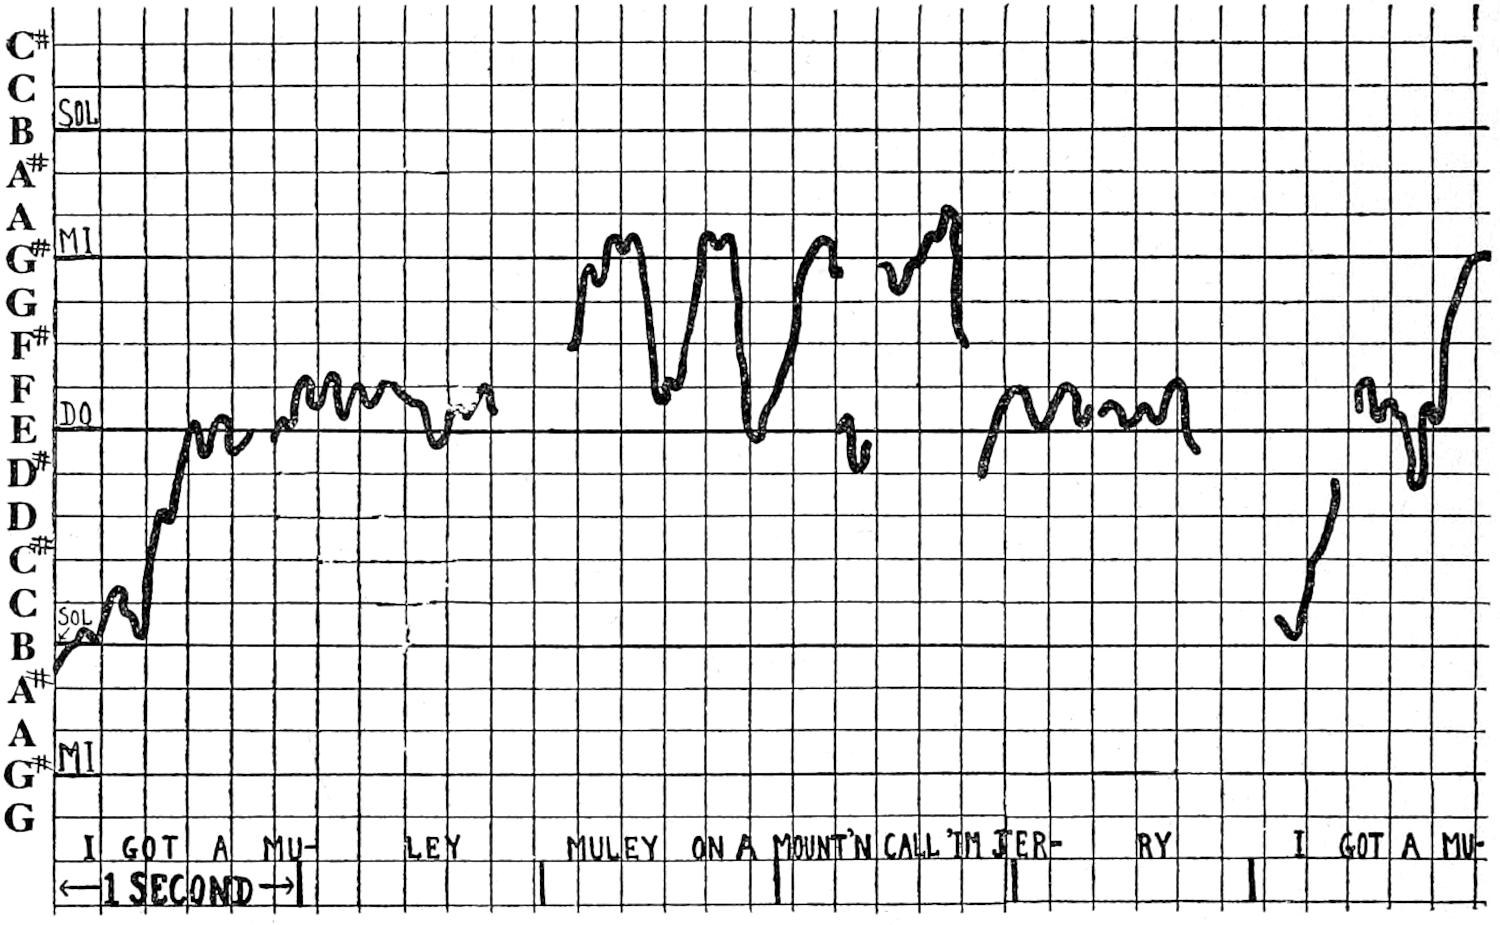 C#
C
SOL
B
A#
A
MI
G#
G
F#
F
DO
E
D#
D
C#
C
SOL
B
A#
A
MI
G#
G
I GOT A MU- LEY MULEY ON A MOUNT'N CALL 'IM JER- RY I GOT A MU-
1 SECOND